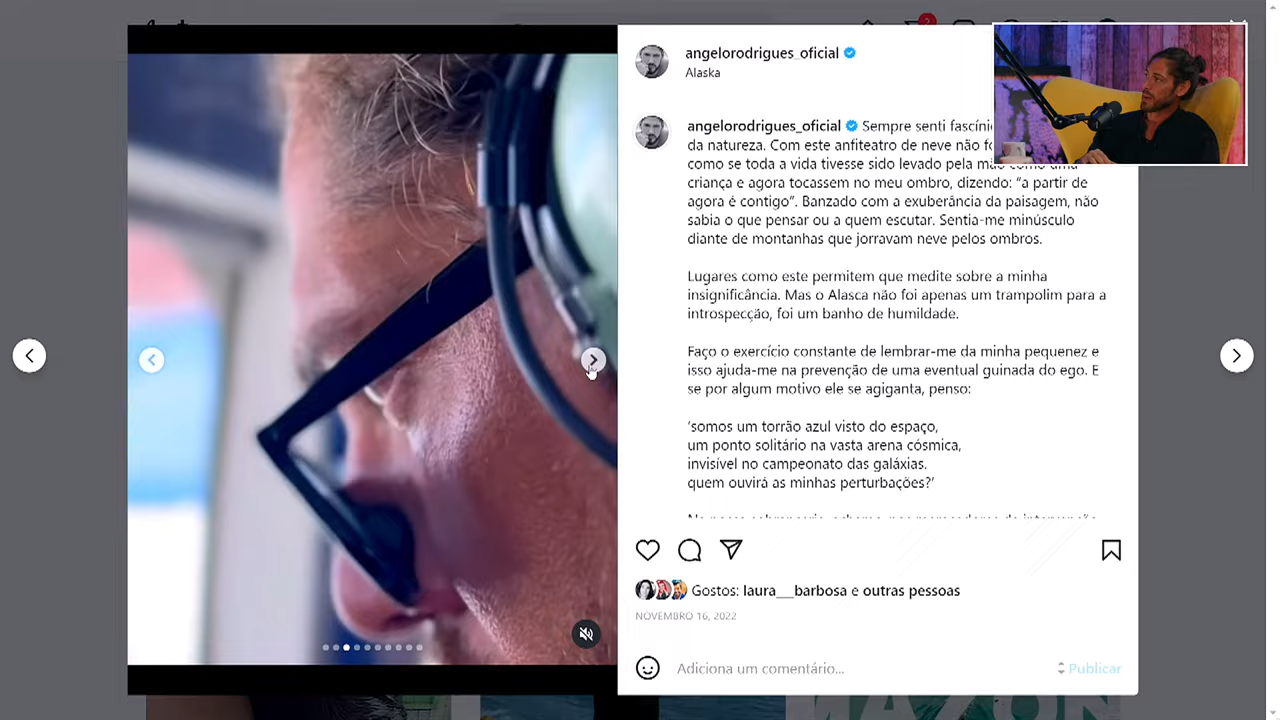 angelorodrigues_oficial
Alaska
angelorodrigues_oficial Sempre senti fascín
da natureza. Com este anfiteatro de neve não
como se toda a vida tivesse sido levado pela
criança e agora tocassem no meu ombro, dizendo: “a partir de
agora é contigo”. Banzado com a exuberância da paisagem, não
sabia o que pensar ou a quem escutar. Sentia-me minúsculo
diante de montanhas que jorravam neve pelos ombros.
Lugares como este permitem que medite sobre a minha
insignificância. Mas o Alasca não foi apenas um trampolim para a
introspecção, foi um banho de humildade.
Faço o exercício constante de lembrar-me da minha pequenez e
isso ajuda-me na prevenção de uma eventual guinada do ego. E
se por algum motivo ele se agiganta, penso:
‘somos um torrão azul visto do espaço,
um ponto solitário na vasta arena cósmica,
invisível no campeonato das galáxias.
quem ouvirá as minhas perturbações?’
Gostos: laura___barbosa e outras pessoas
NOVEMBRO 16, 2022
Adiciona um comentário...
Publicar
2